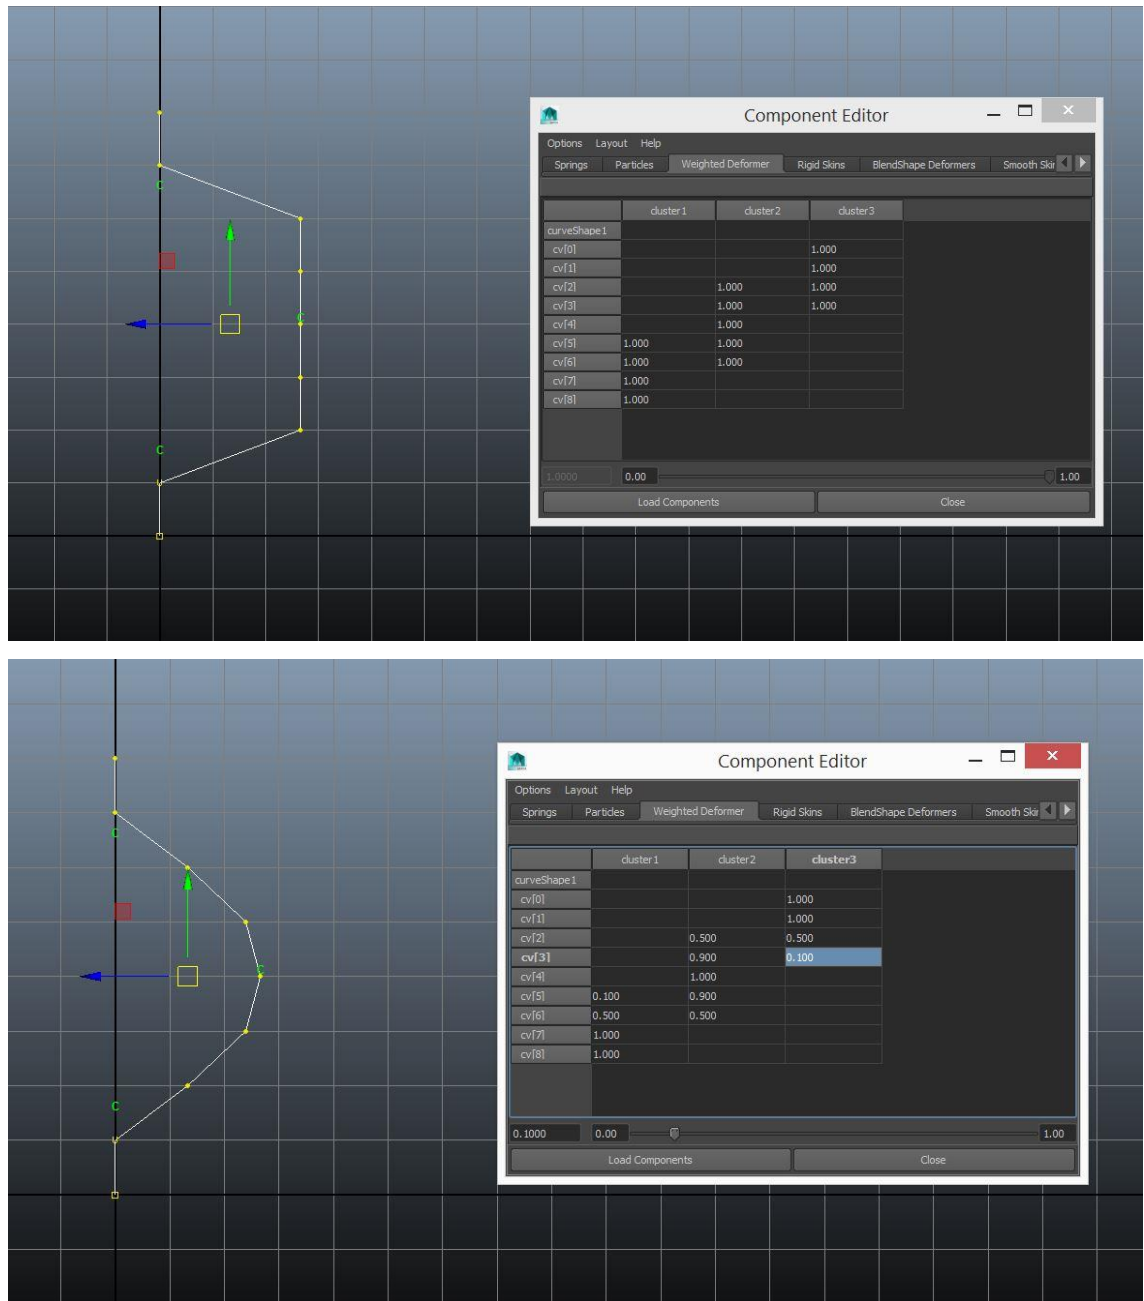 Component Editor
Options Layout Help
Springs Particles Weighted Deformer Rigid Skins BlendShape Deformers Smooth Skir
cluster1 cluster2 cluster3
curveShape1
cv[0] 1.000
cv[1] 1.000
cv[2] 1.000 1.000
cv[3] 1.000 1.000
cv[4] 1.000
cv[5] 1.000 1.000
cv[6] 1.000 1.000
cv[7] 1.000
cv[8] 1.000
1.0000 0.00 1.00
Load Components Close
C
C
C
Component Editor
Options Layout Help
Springs Particles Weighted Deformer Rigid Skins BlendShape Deformers Smooth Skir
cluster1 cluster2 cluster3
curveShape1
cv[0] 1.000
cv[1] 1.000
cv[2] 0.500 0.500
cv[3] 0.900 0.100
cv[4] 1.000
cv[5] 0.100 0.900
cv[6] 0.500 0.500
cv[7] 1.000
cv[8] 1.000
0.1000 0.00 1.00
Load Components Close
C
C
C